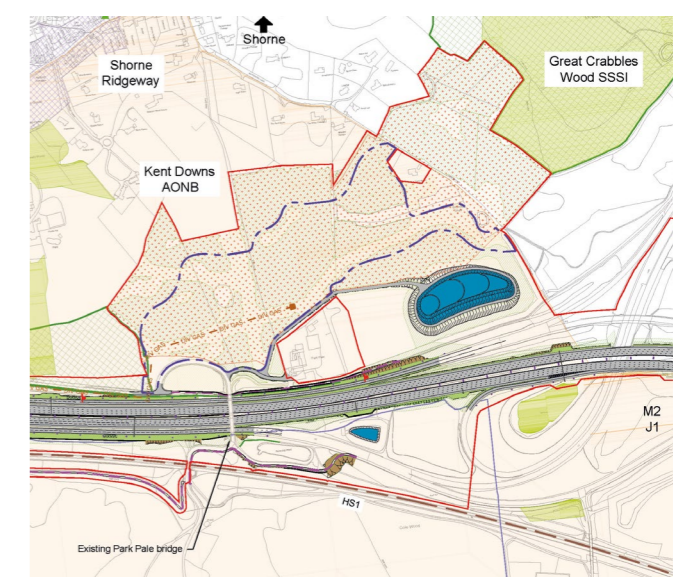 Shorne
Shorne
Ridgeway
Great Crabbles
Wood SSSI
Kent Downs
AONB
M2
J1
HS1
Existing Park Pale bridge